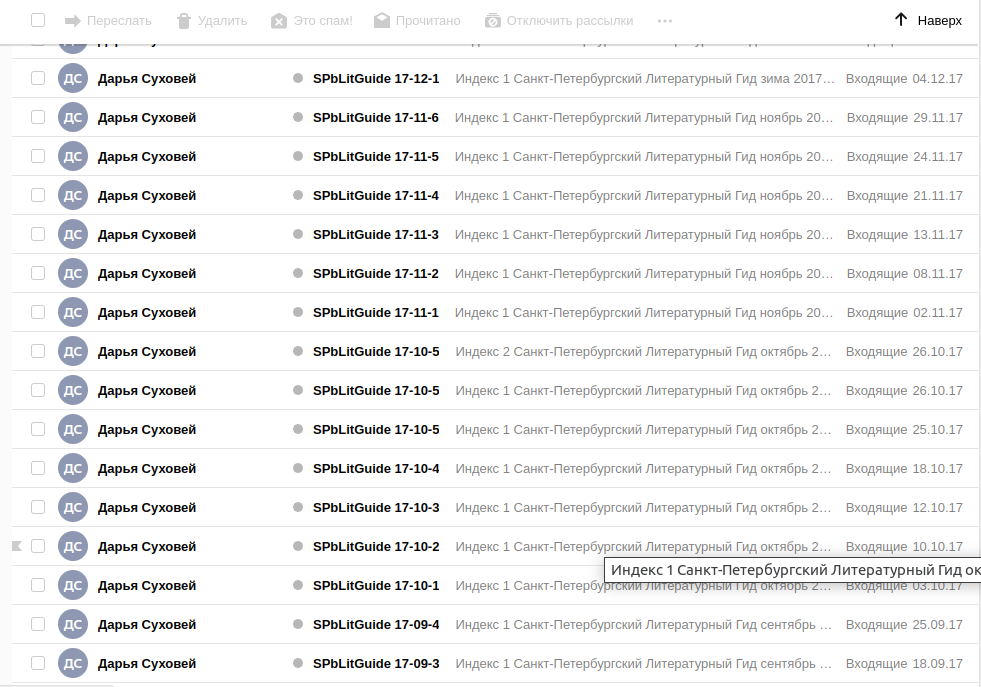 Переслать Удалить Это спам! Прочитано Отключить рассылки ... Наверх
ДС Дарья Суховей SPbLitGuide 17-12-1 Индекс 1 Санкт-Петербургский Литературный Гид зима 2017... Входящие 04.12.17
ДС Дарья Суховей SPbLitGuide 17-11-6 Индекс 1 Санкт-Петербургский Литературный Гид ноябрь 20... Входящие 29.11.17
ДС Дарья Суховей SPbLitGuide 17-11-5 Индекс 1 Санкт-Петербургский Литературный Гид ноябрь 20... Входящие 24.11.17
ДС Дарья Суховей SPbLitGuide 17-11-4 Индекс 1 Санкт-Петербургский Литературный Гид ноябрь 20... Входящие 21.11.17
ДС Дарья Суховей SPbLitGuide 17-11-3 Индекс 1 Санкт-Петербургский Литературный Гид ноябрь 20... Входящие 13.11.17
ДС Дарья Суховей SPbLitGuide 17-11-2 Индекс 1 Санкт-Петербургский Литературный Гид ноябрь 20... Входящие 08.11.17
ДС Дарья Суховей SPbLitGuide 17-11-1 Индекс 1 Санкт-Петербургский Литературный Гид ноябрь 20... Входящие 02.11.17
ДС Дарья Суховей SPbLitGuide 17-10-5 Индекс 2 Санкт-Петербургский Литературный Гид октябрь 2... Входящие 26.10.17
ДС Дарья Суховей SPbLitGuide 17-10-5 Индекс 1 Санкт-Петербургский Литературный Гид октябрь 2... Входящие 26.10.17
ДС Дарья Суховей SPbLitGuide 17-10-5 Индекс 1 Санкт-Петербургский Литературный Гид октябрь 2... Входящие 25.10.17
ДС Дарья Суховей SPbLitGuide 17-10-4 Индекс 1 Санкт-Петербургский Литературный Гид октябрь 2... Входящие 18.10.17
ДС Дарья Суховей SPbLitGuide 17-10-3 Индекс 1 Санкт-Петербургский Литературный Гид октябрь 2... Входящие 12.10.17
ДС Дарья Суховей SPbLitGuide 17-10-2 Индекс 1 Санкт-Петербургский Литературный Гид октябрь 2... Входящие 10.10.17
Индекс 1 Санкт-Петербургский Литературный Гид ок
ДС Дарья Суховей SPbLitGuide 17-10-1 Индекс 1 Санкт-Петербургский Литературный Гид октябрь 2... Входящие 03.10.17
ДС Дарья Суховей SPbLitGuide 17-09-4 Индекс 1 Санкт-Петербургский Литературный Гид сентябрь ... Входящие 25.09.17
ДС Дарья Суховей SPbLitGuide 17-09-3 Индекс 1 Санкт-Петербургский Литературный Гид сентябрь ... Входящие 18.09.17